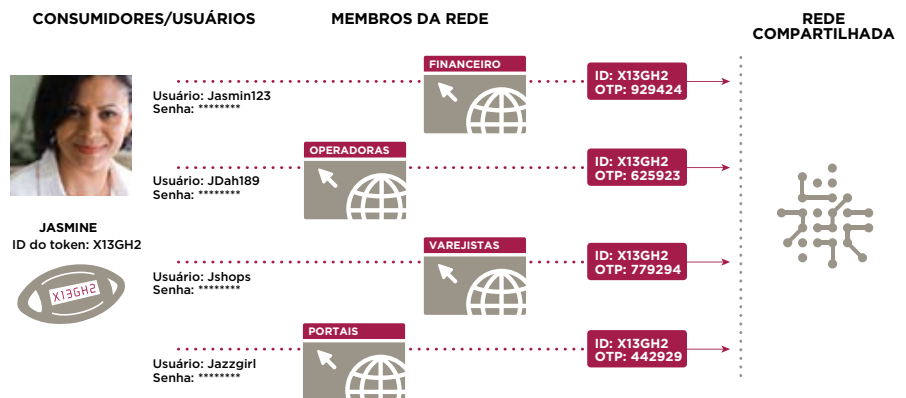 CONSUMIDORES/USUÁRIOS
MEMBROS DA REDE
REDE
COMPARTILHADA
FINANCEIRO
Usuário: Jasmin123
Senha: ********
ID: X13GH2
OTP: 929424
OPERADORAS
Usuário: JDah189
Senha: ********
ID: X13GH2
OTP: 625923
JASMINE
ID do token: X13GH2
X13GH2
VAREJISTAS
Usuário: Jshops
Senha: ********
ID: X13GH2
OTP: 779294
PORTAIS
Usuário: Jazzgirl
Senha: ********
ID: X13GH2
OTP: 442929